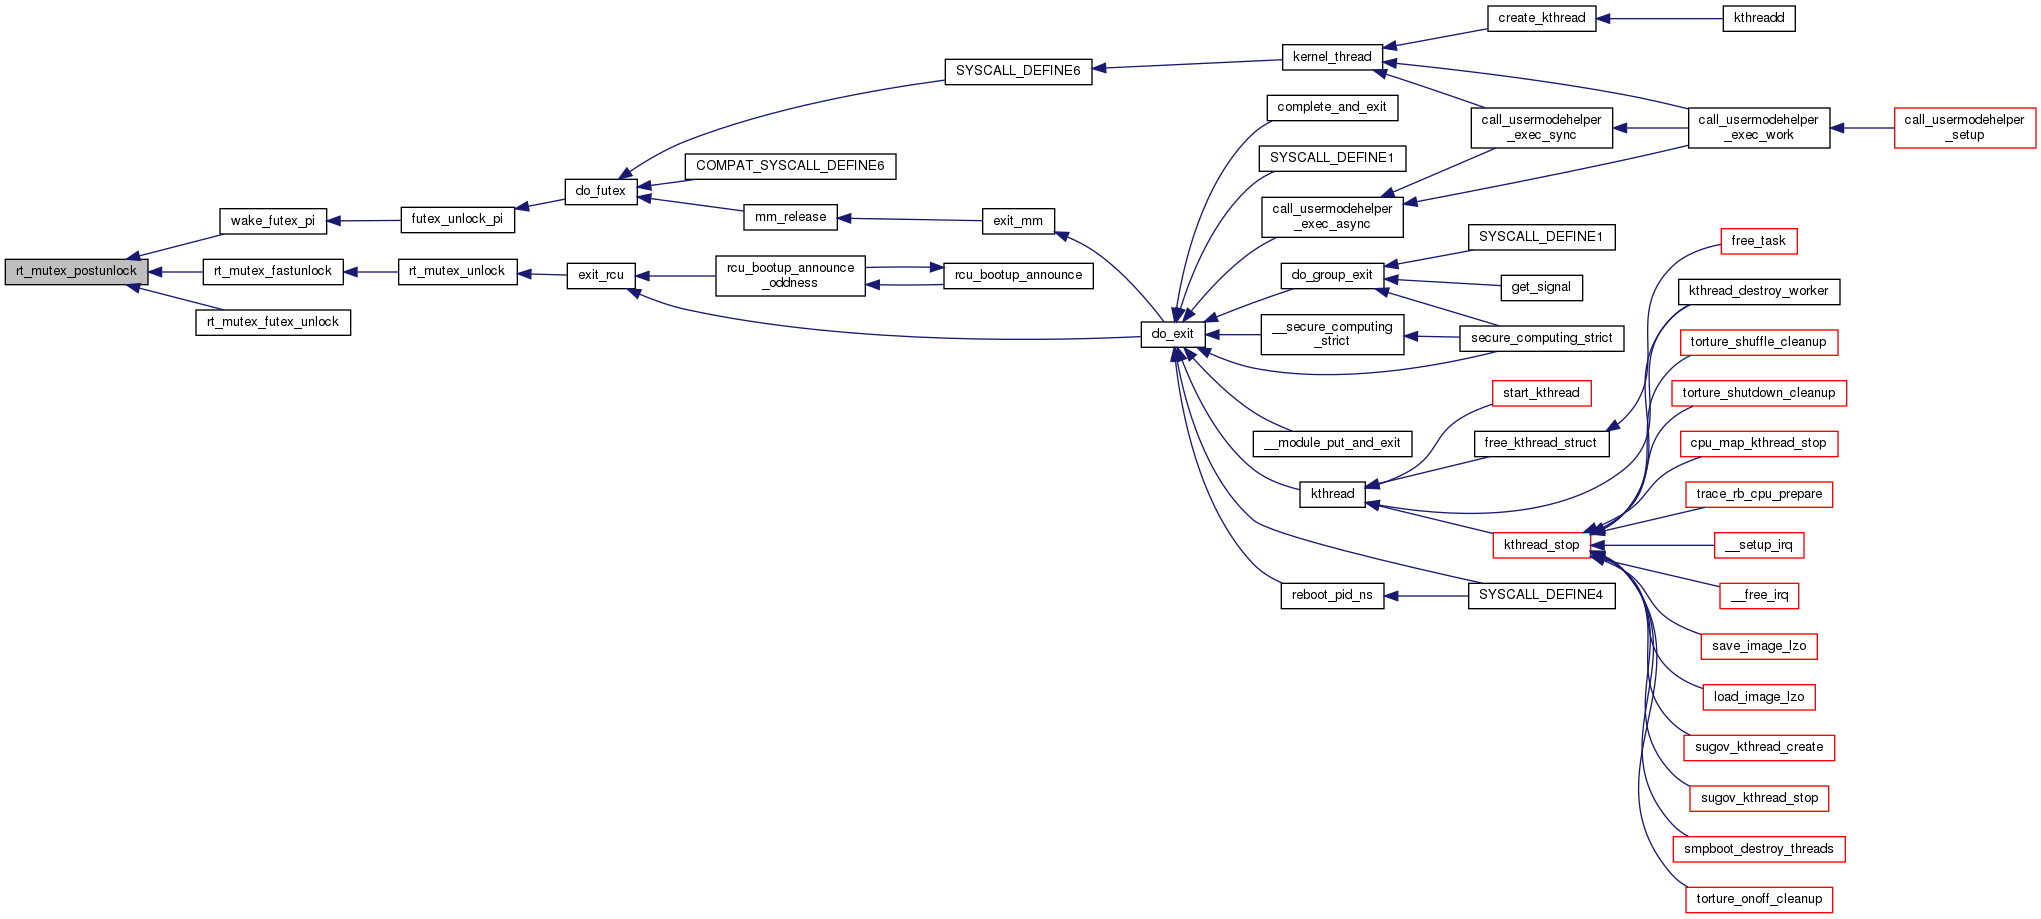 rt_mutex_postunlock
wake_futex_pi
rt_mutex_fastunlock
rt_mutex_futex_unlock
futex_unlock_pi
rt_mutex_unlock
do_futex
exit_rcu
SYSCALL_DEFINE6
COMPAT_SYSCALL_DEFINE6
mm_release
rcu_bootup_announce
_oddness
exit_mm
rcu_bootup_announce
do_exit
kernel_thread
complete_and_exit
SYSCALL_DEFINE1
call_usermodehelper
_exec_async
do_group_exit
__secure_computing
_strict
__module_put_and_exit
kthread
reboot_pid_ns
create_kthread
call_usermodehelper
_exec_sync
SYSCALL_DEFINE1
get_signal
secure_computing_strict
start_kthread
free_kthread_struct
kthread_stop
SYSCALL_DEFINE4
kthreadd
call_usermodehelper
_exec_work
call_usermodehelper
_setup
free_task
kthread_destroy_worker
torture_shuffle_cleanup
torture_shutdown_cleanup
cpu_map_kthread_stop
trace_rb_cpu_prepare
__setup_irq
__free_irq
save_image_lzo
load_image_lzo
sugov_kthread_create
sugov_kthread_stop
smpboot_destroy_threads
torture_onoff_cleanup